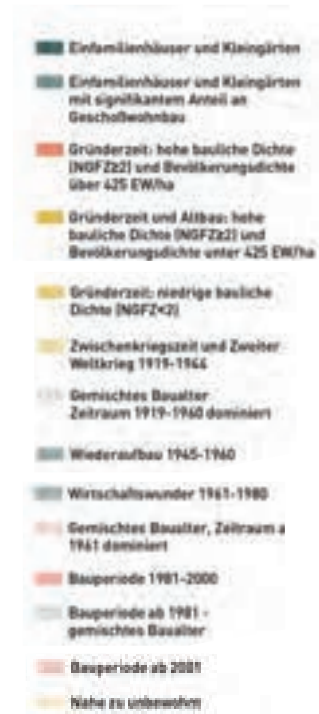 Einfamilienhäuser und Kleingärten
Einfamilienhäuser und Kleingärten
mit signifikantem Anteil an
Geschoßwohnbau
Gründerzeit: hohe bauliche Dichte
(NGFZ≥2) und Bevölkerungsdichte
über 425 EW/ha
Gründerzeit und Altbau: hohe
bauliche Dichte (NGFZ≥2) und
Bevölkerungsdichte unter 425 EW/ha
Gründerzeit: niedrige bauliche
Dichte (NGFZ<2)
Zwischenkriegszeit und Zweiter
Weltkrieg 1919-1944
Gemischtes Baualter
Zeitraum 1919-1960 dominiert
Wiederaufbau 1945-1960
Wirtschaftswunder 1961-1980
Gemischtes Baualter, Zeitraum a
1961 dominiert
Bauperiode 1981-2000
Bauperiode ab 1981 -
gemischtes Baualter
Bauperiode ab 2001
Nahe zu unbewohnt